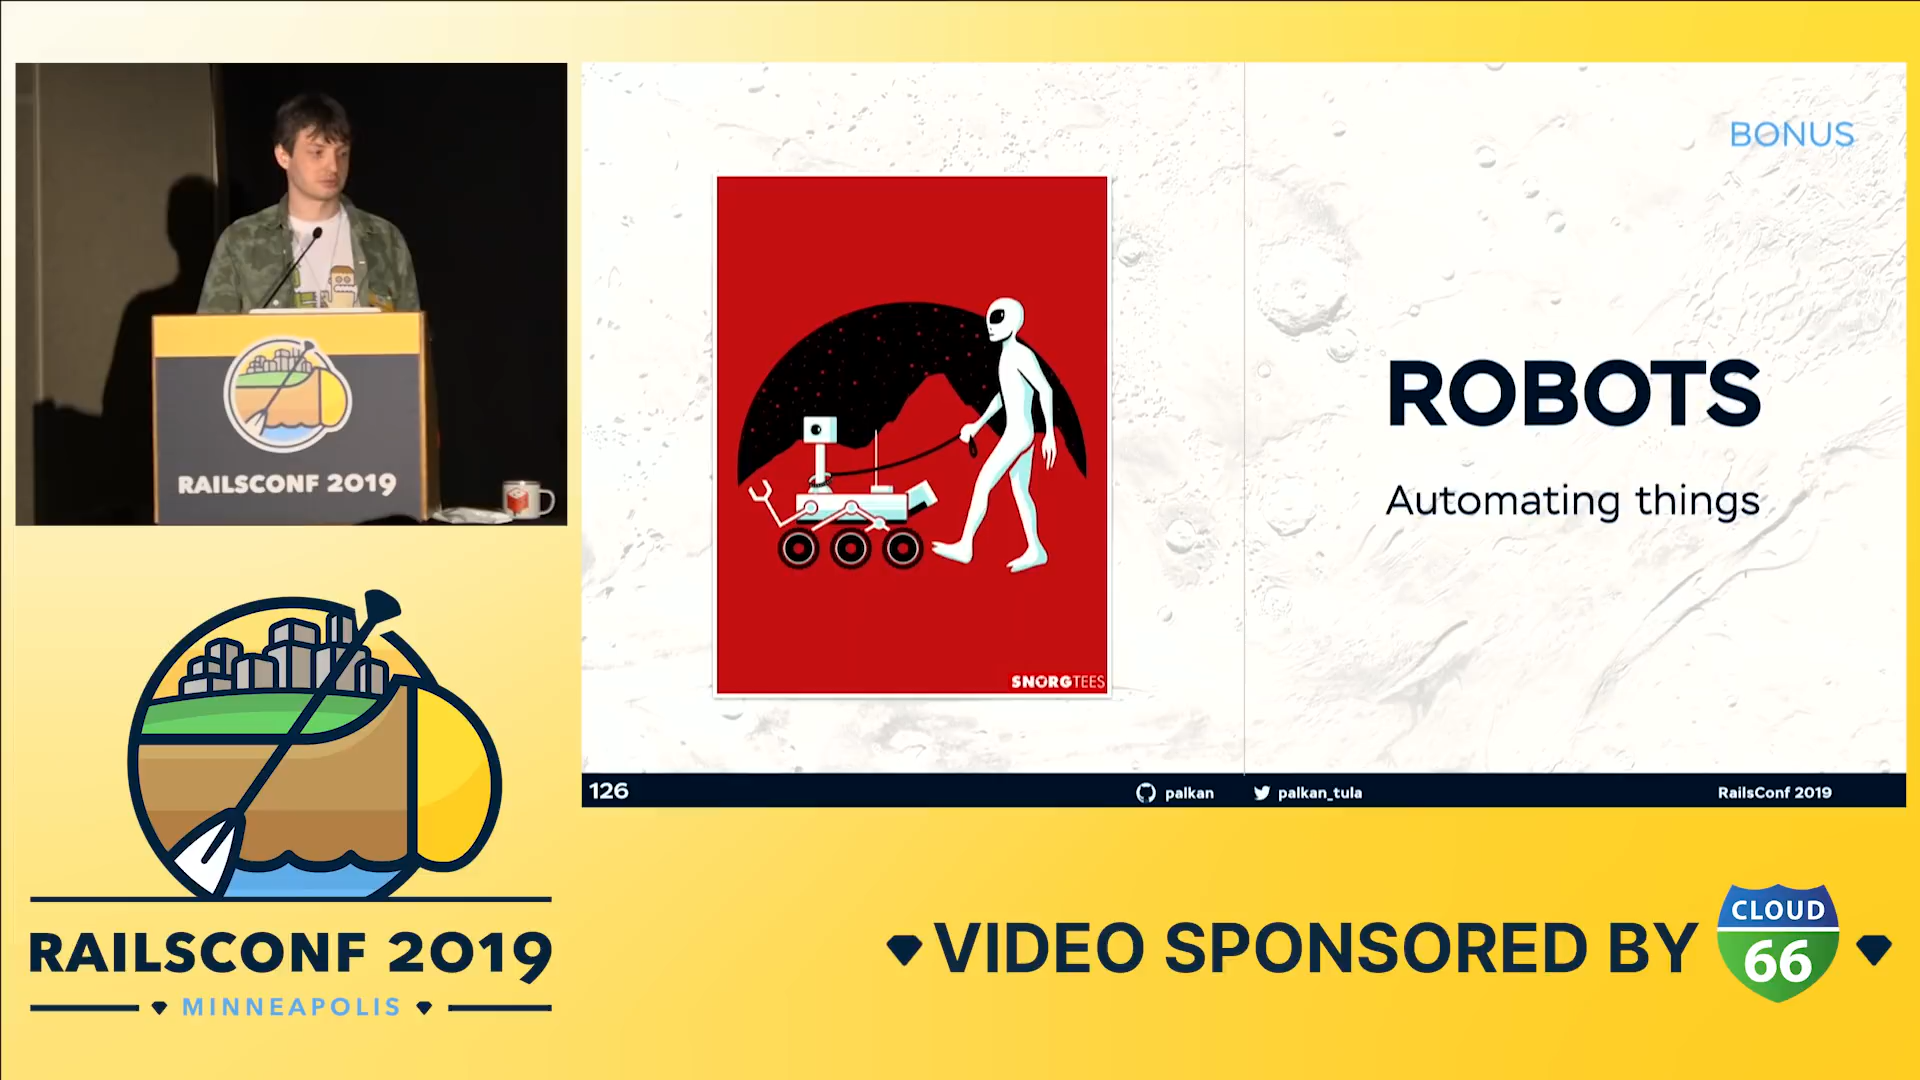 RAILSCONF 2019
RAILSCONF 2019
MINNEAPOLIS
SNORGTEES
BONUS
ROBOTS
Automating things
126
palkan
palkan_tula
RailsConf 2019
VIDEO SPONSORED BY
CLOUD
66